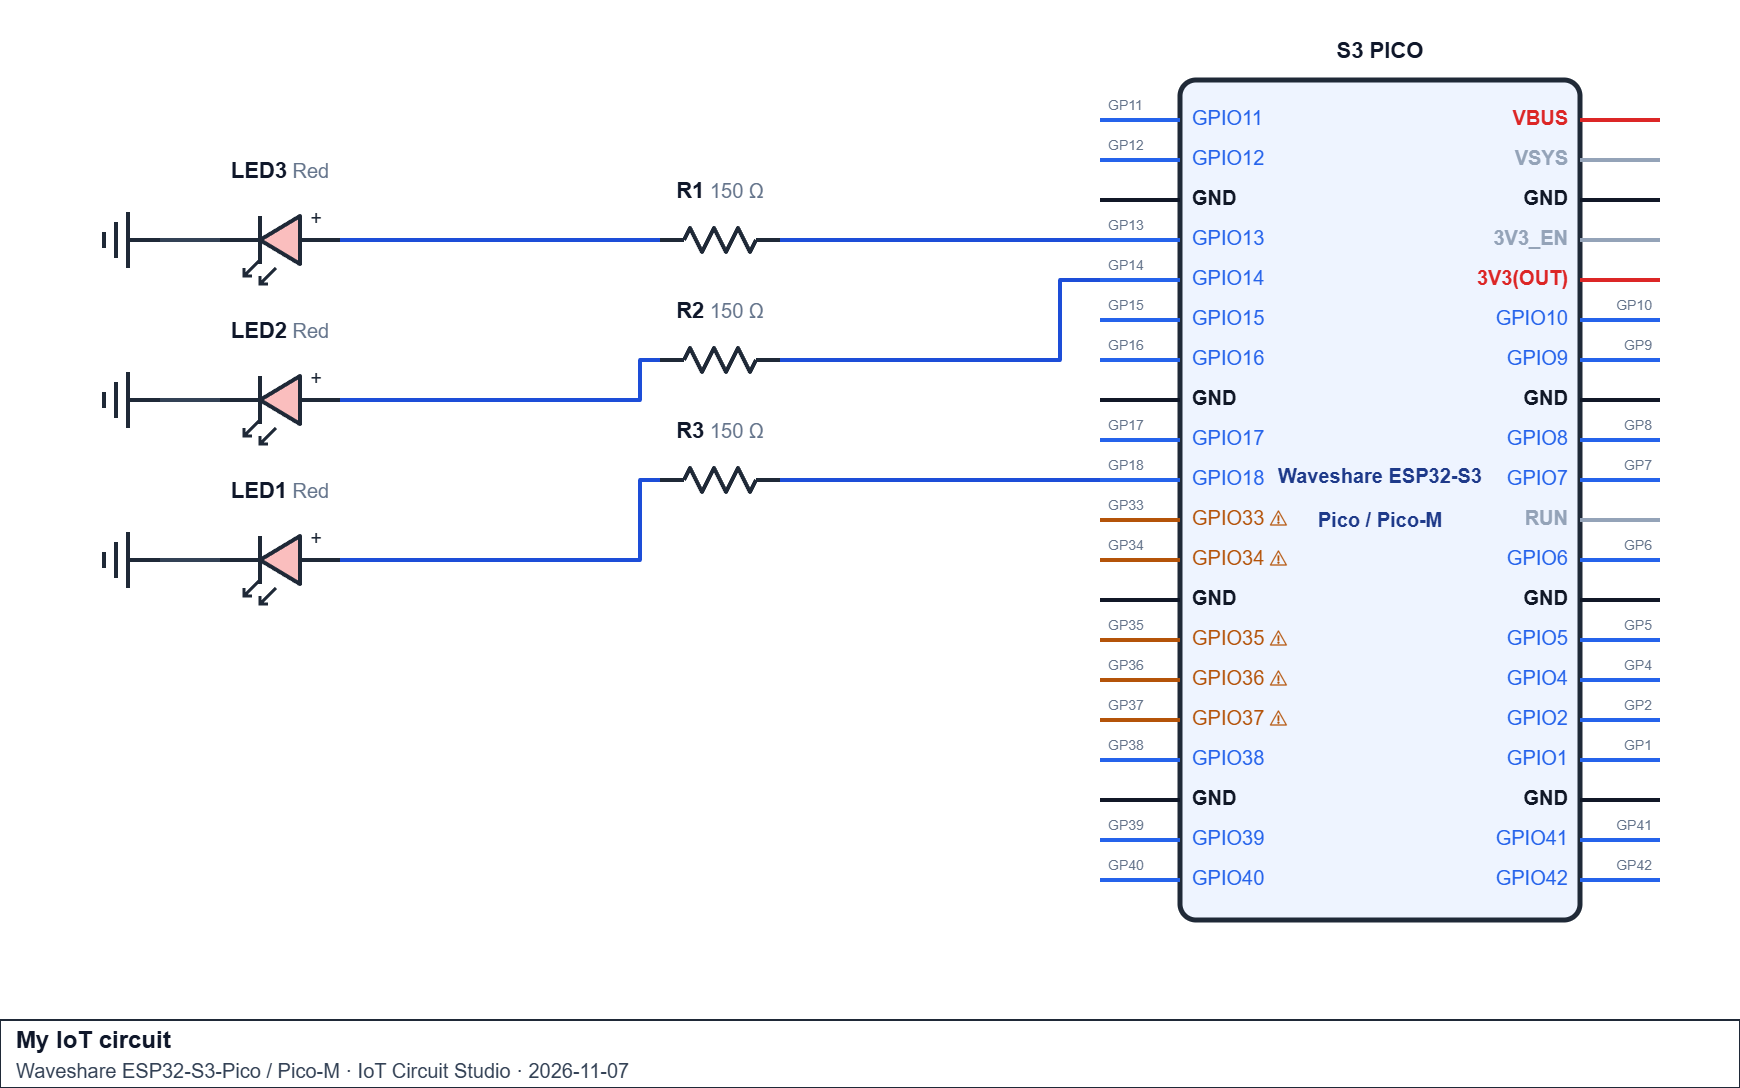 S3 PICO
LED3 Red
+
R1 150 Ω
LED2 Red
+
R2 150 Ω
LED1 Red
+
R3 150 Ω
GP11 GPIO11 VBUS
GP12 GPIO12 VSYS
GND GND
GP13 GPIO13 3V3_EN
GP14 GPIO14 3V3(OUT)
GP15 GPIO15 GPIO10 GP10
GP16 GPIO16 GPIO9 GP9
GND GND
GP17 GPIO17 GPIO8 GP8
GP18 GPIO18 Waveshare ESP32-S3 GPIO7 GP7
GP33 GPIO33 ⚠ Pico / Pico-M RUN
GP34 GPIO34 ⚠ GPIO6 GP6
GND GND
GP35 GPIO35 ⚠ GPIO5 GP5
GP36 GPIO36 ⚠ GPIO4 GP4
GP37 GPIO37 ⚠ GPIO2 GP2
GP38 GPIO38 GPIO1 GP1
GND GND
GP39 GPIO39 GPIO41 GP41
GP40 GPIO40 GPIO42 GP42
My IoT circuit
Waveshare ESP32-S3-Pico / Pico-M · IoT Circuit Studio · 2026-11-07